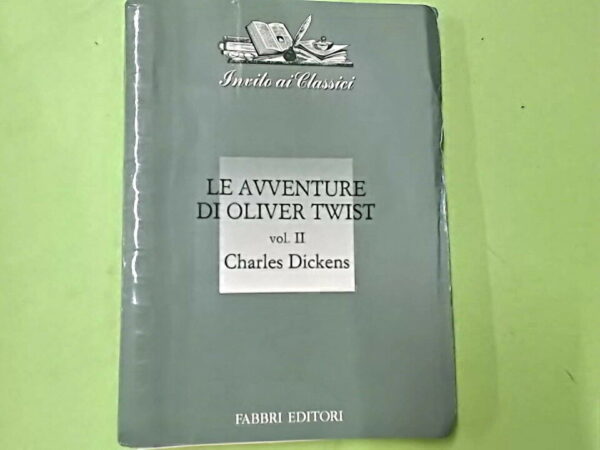 Invito ai Classici
LE AVVENTURE
DI OLIVER TWIST
vol. II
Charles Dickens
FABBRI EDITORI